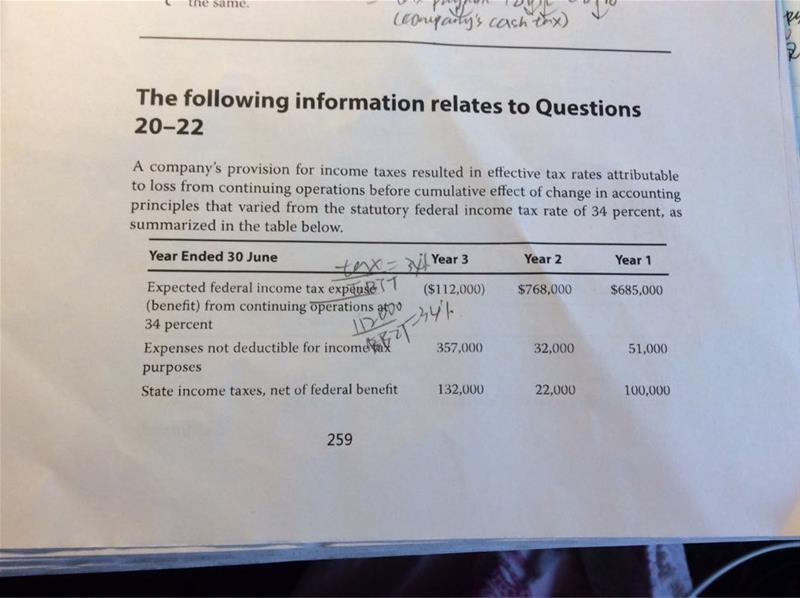 the same.
(company's cash tax)
The following information relates to Questions
20–22
A company's provision for income taxes resulted in effective tax rates attributable
to loss from continuing operations before cumulative effect of change in accounting
principles that varied from the statutory federal income tax rate of 34 percent, as
summarized in the table below.
Year Ended 30 June Year 3 Year 2 Year 1
tax = 34%
Expected federal income tax expense ($112,000) $768,000 $685,000
EBIT
(benefit) from continuing operations at
34 percent
112000 = 34%
Expenses not deductible for income tax 357,000 32,000 51,000
purposes
State income taxes, net of federal benefit 132,000 22,000 100,000
259